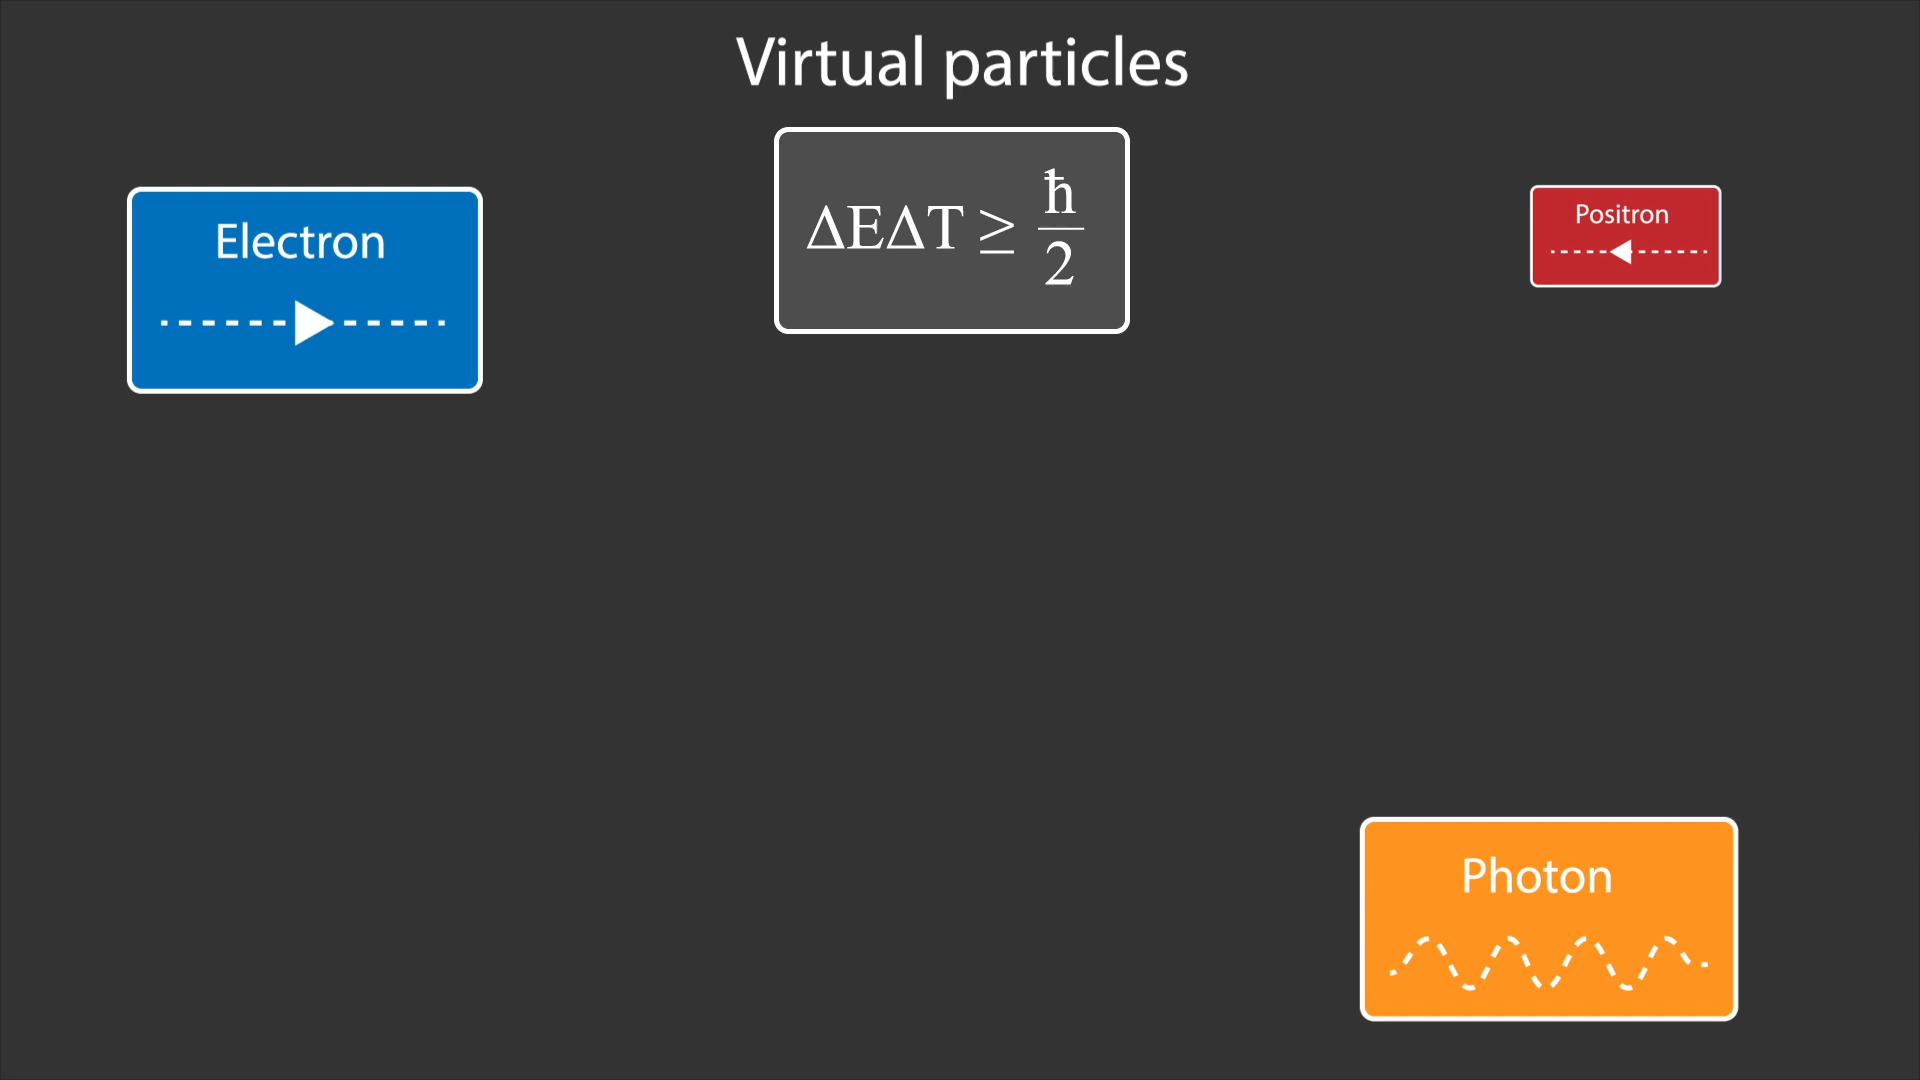 Virtual particles
Electron
ΔEΔT ≥ ħ/2
Positron
Photon